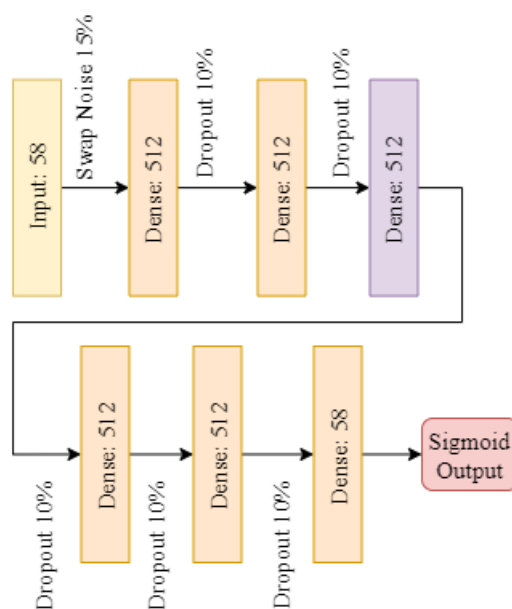 Input: 58
Swap Noise 15%
Dense: 512
Dropout 10%
Dense: 512
Dropout 10%
Dense: 512
Dropout 10%
Dense: 512
Dropout 10%
Dense: 512
Dropout 10%
Dense: 58
Sigmoid
Output